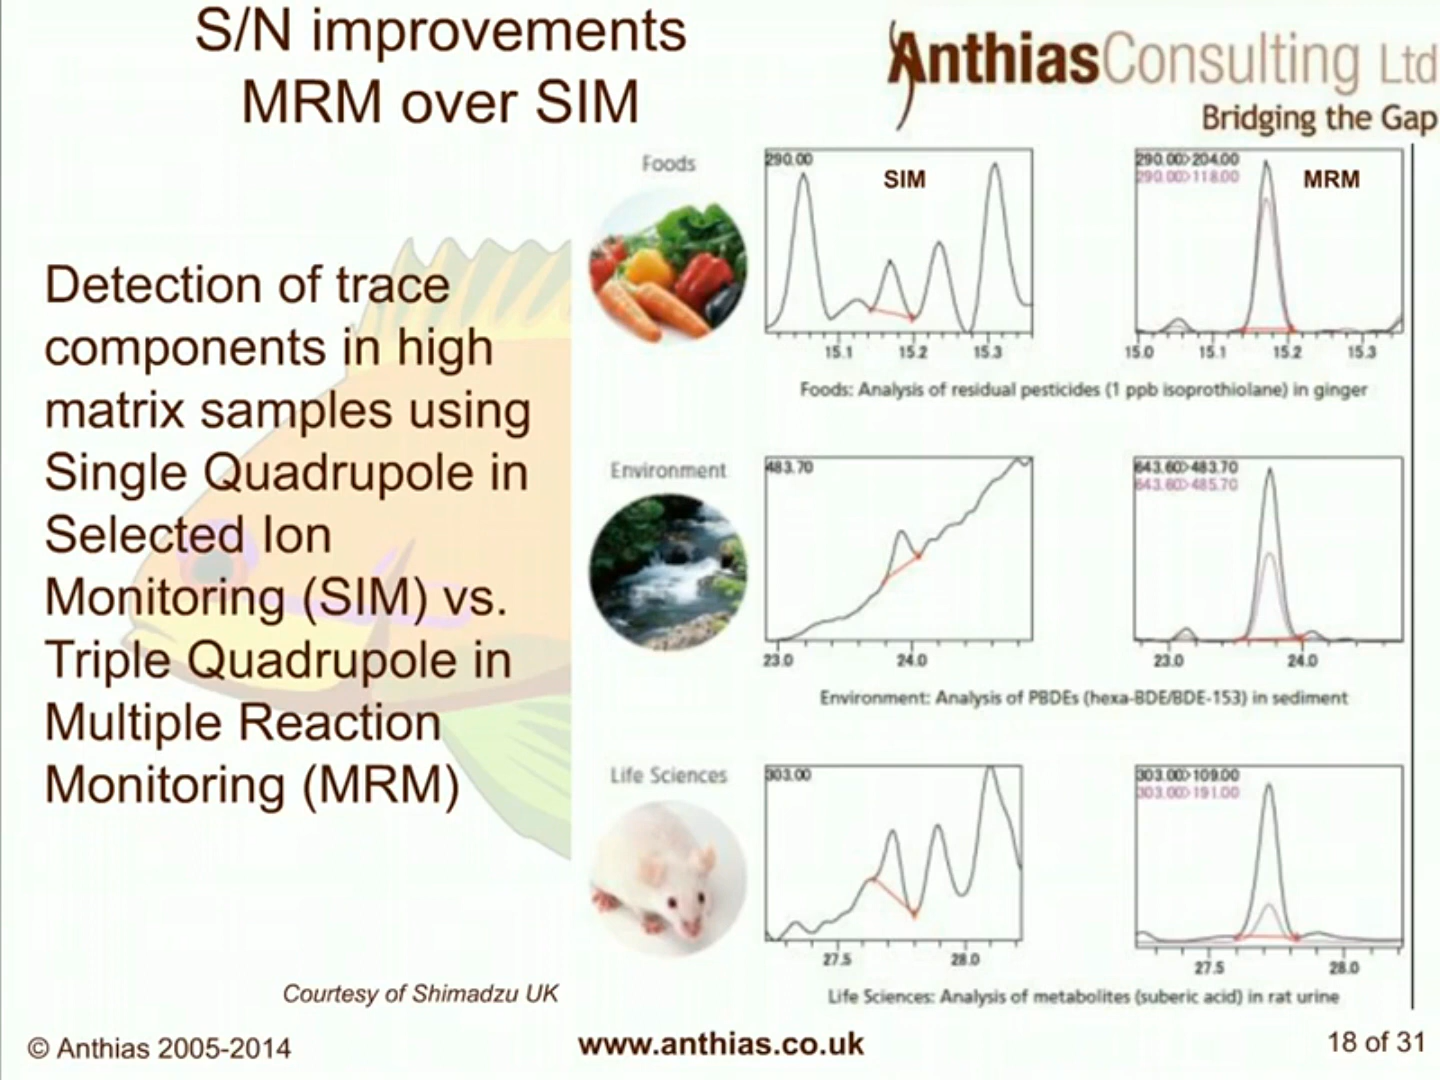 S/N improvements
MRM over SIM
AnthiasConsulting Ltd
Bridging the Gap
Detection of trace
components in high
matrix samples using
Single Quadrupole in
Selected Ion
Monitoring (SIM) vs.
Triple Quadrupole in
Multiple Reaction
Monitoring (MRM)
Courtesy of Shimadzu UK
Foods
290.00
SIM
15.1 15.2 15.3
290.00>204.00
290.00>118.00
MRM
15.0 15.1 15.2 15.3
Foods: Analysis of residual pesticides (1 ppb isoprothiolane) in ginger
Environment
483.70
23.0 24.0
643.60>483.70
643.60>485.70
23.0 24.0
Environment: Analysis of PBDEs (hexa-BDE/BDE-153) in sediment
Life Sciences
303.00
27.5 28.0
303.00>109.00
303.00>191.00
27.5 28.0
Life Sciences: Analysis of metabolites (suberic acid) in rat urine
© Anthias 2005-2014
www.anthias.co.uk
18 of 31